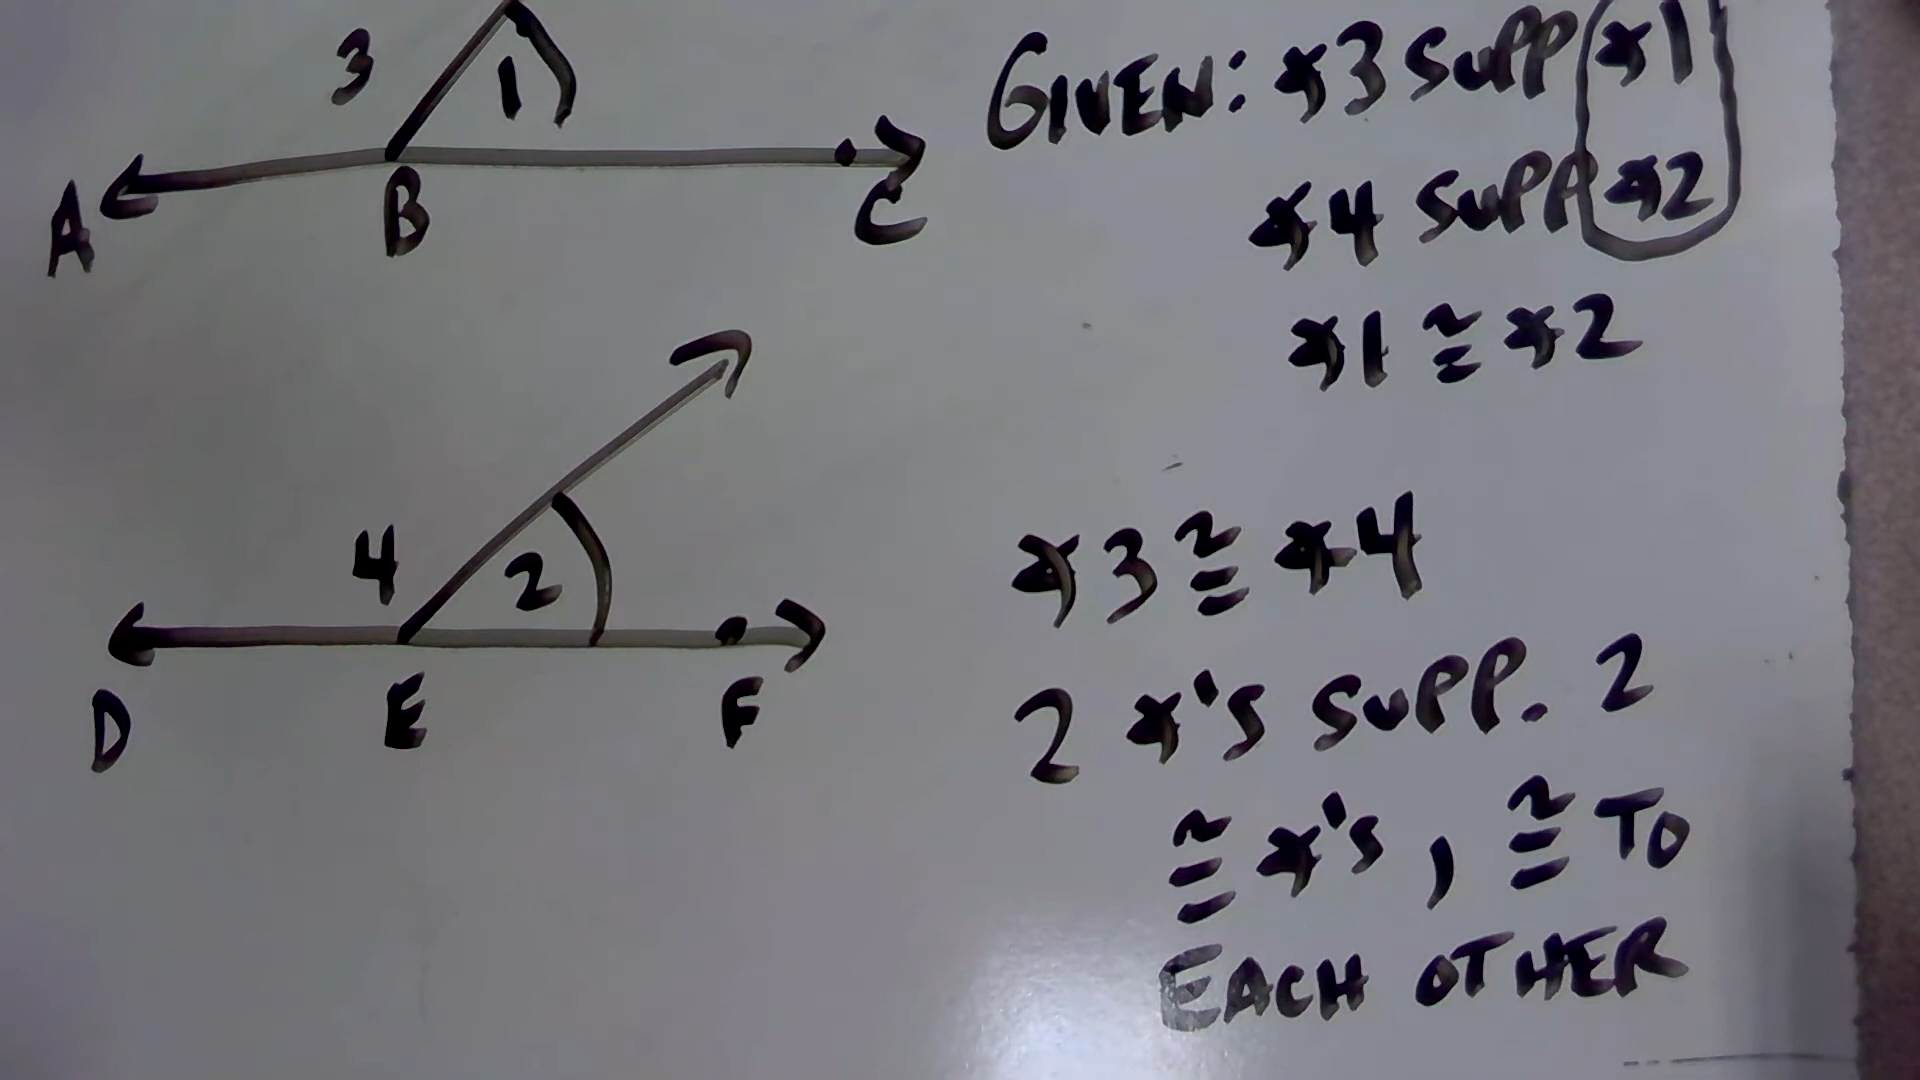 3
1
A
B
C
4
2
D
E
F
GIVEN: ∡3 SUPP ∡1
∡4 SUPP ∡2
∡1 ≅ ∡2
∡3 ≅ ∡4
2 ∡'s SUPP. 2
≅ ∡'s, ≅ TO
EACH OTHER